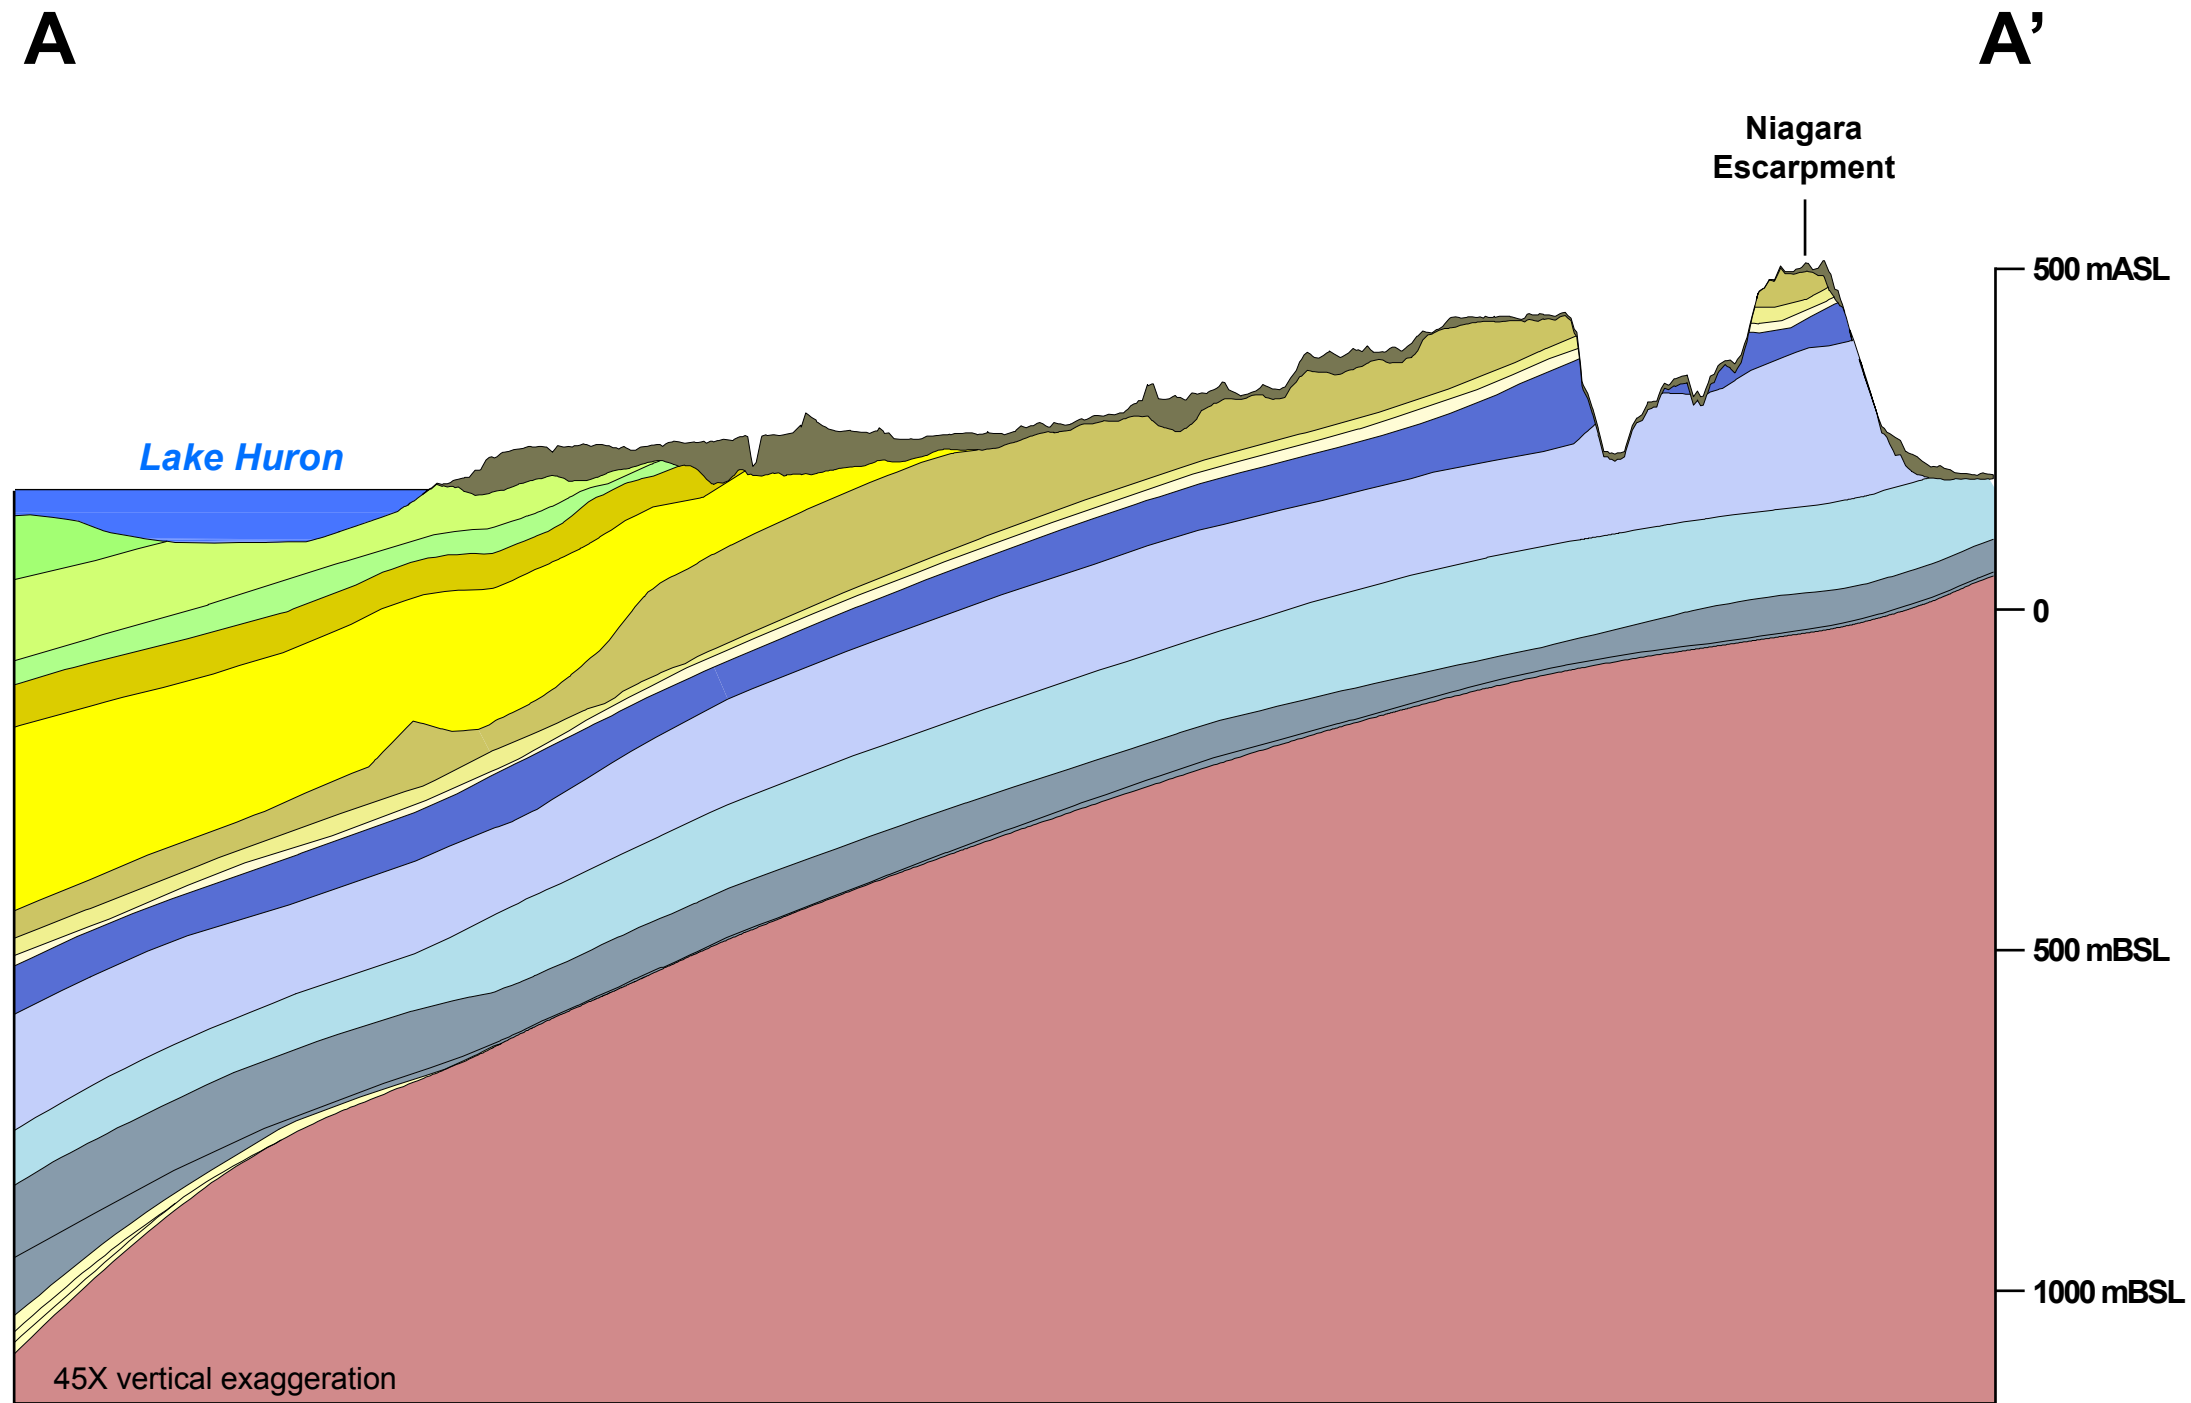 A
A’
Niagara
Escarpment
500 mASL
Lake Huron
0
500 mBSL
1000 mBSL
45X vertical exaggeration